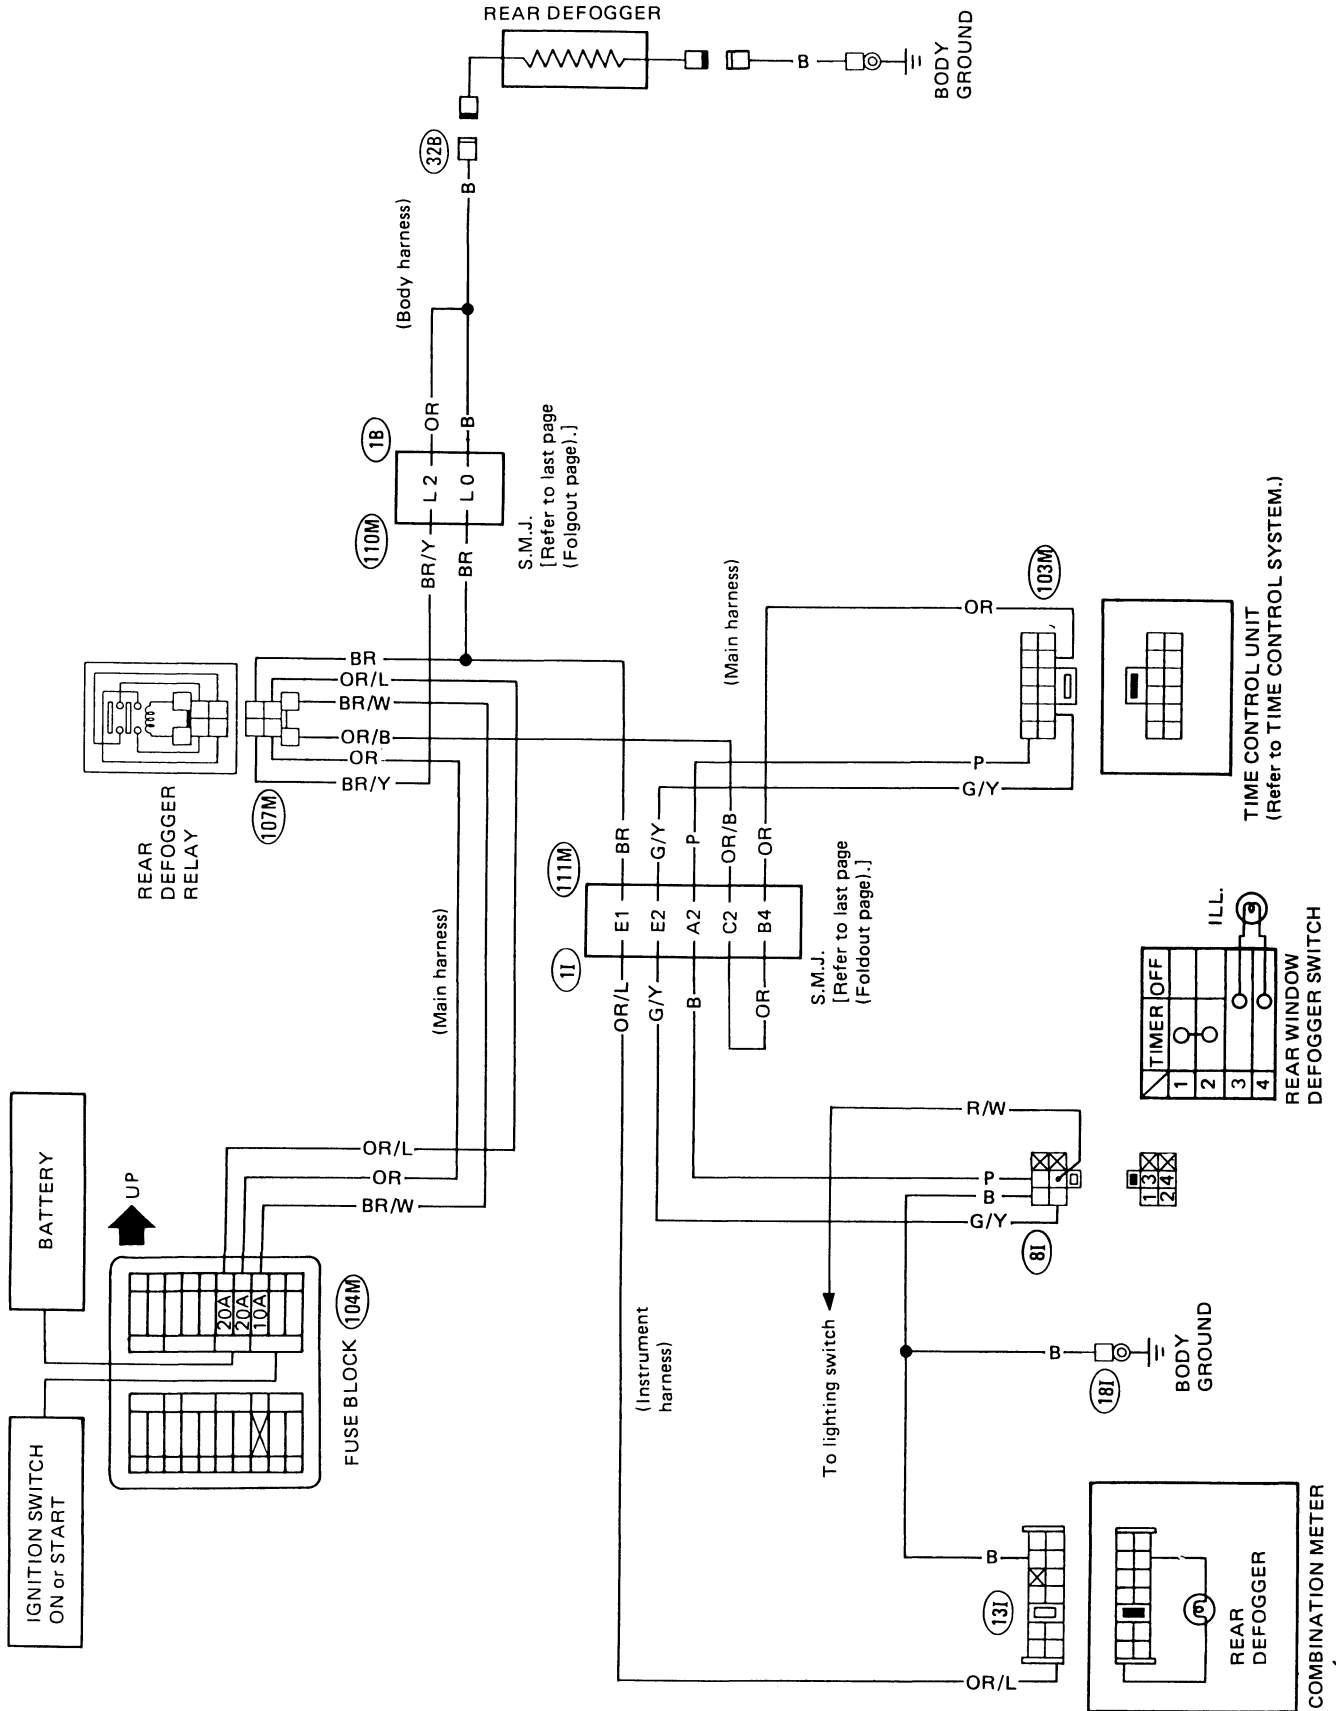 REAR DEFOGGER
B
BODY
GROUND
32B
B
(Body harness)
1B
OR
B
L 2
L 0
110M
BR/Y
BR
S.M.J.
[Refer to last page
(Folgout page).]
BR
OR/L
BR/W
OR/B
OR
BR/Y
107M
REAR
DEFOGGER
RELAY
(Main harness)
(Main harness)
103M
OR
P
G/Y
TIME CONTROL UNIT
(Refer to TIME CONTROL SYSTEM.)
111M
BR
G/Y
P
OR/B
OR
E1
E2
A2
C2
B4
1I
OR/L
G/Y
B
OR
S.M.J.
[Refer to last page
(Foldout page).]
ILL.
TIMER
OFF
1
2
3
4
REAR WINDOW
DEFOGGER SWITCH
BATTERY
UP
OR/L
OR
BR/W
20A
20A
10A
FUSE BLOCK
104M
IGNITION SWITCH
ON or START
R/W
P
B
G/Y
8I
1 3
2 4
(Instrument
harness)
To lighting switch
B
18I
BODY
GROUND
B
13I
OR/L
REAR
DEFOGGER
COMBINATION METER